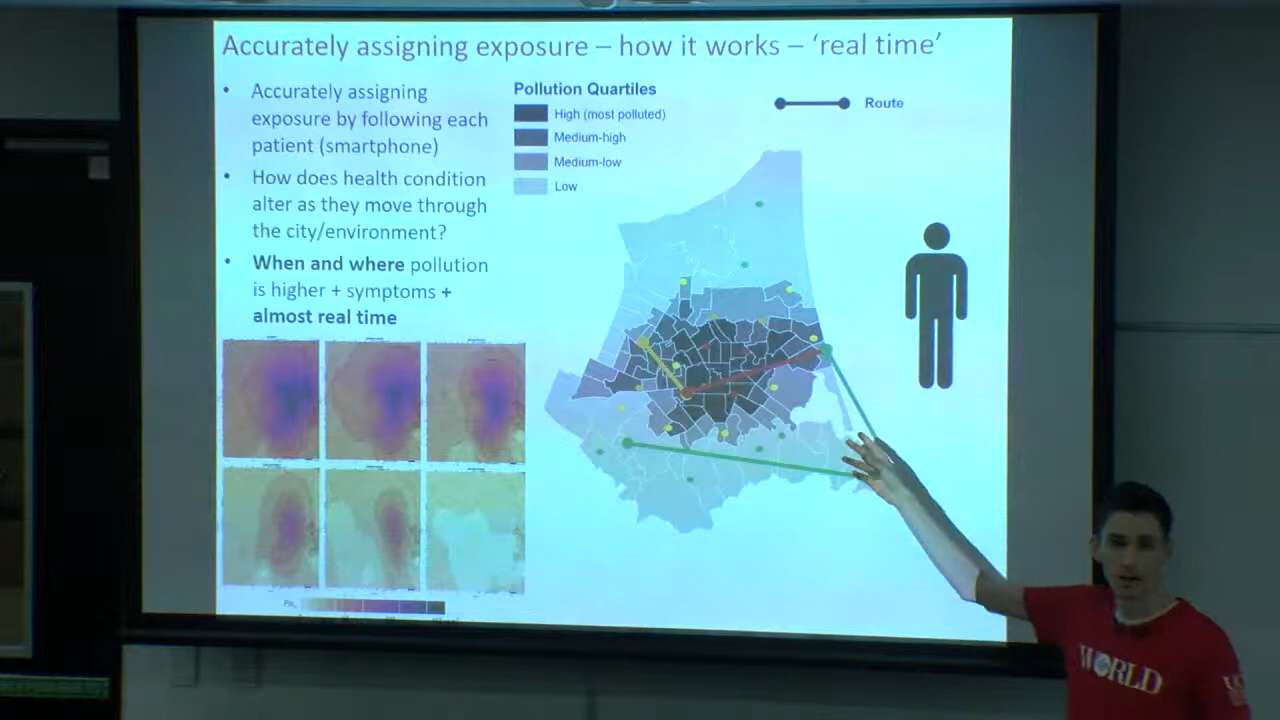 Accurately assigning exposure – how it works – ‘real time’
• Accurately assigning
exposure by following each
patient (smartphone)
• How does health condition
alter as they move through
the city/environment?
• When and where pollution
is higher + symptoms +
almost real time
Pollution Quartiles
High (most polluted)
Medium-high
Medium-low
Low
Route
WORLD